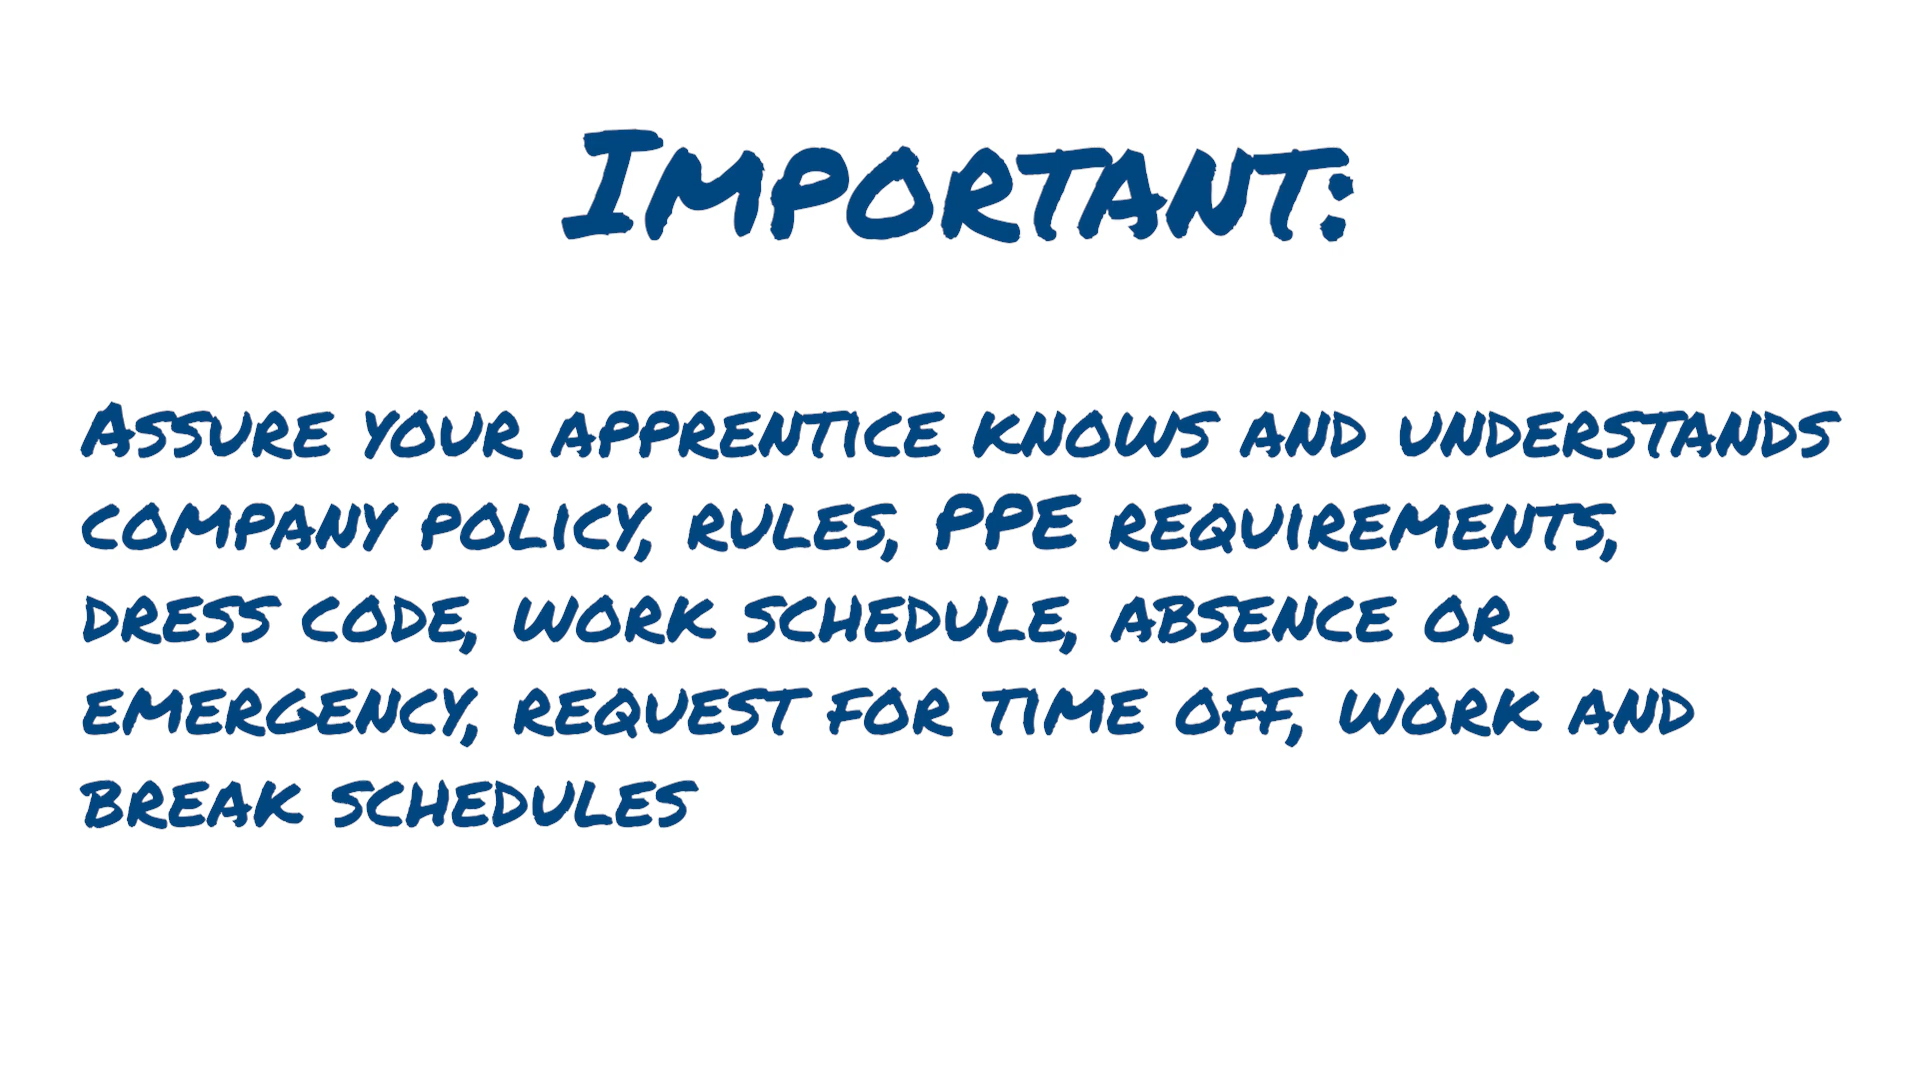 Important:
Assure your apprentice knows and understands
company policy, rules, PPE requirements,
dress code, work schedule, absence or
emergency, request for time off, work and
break schedules